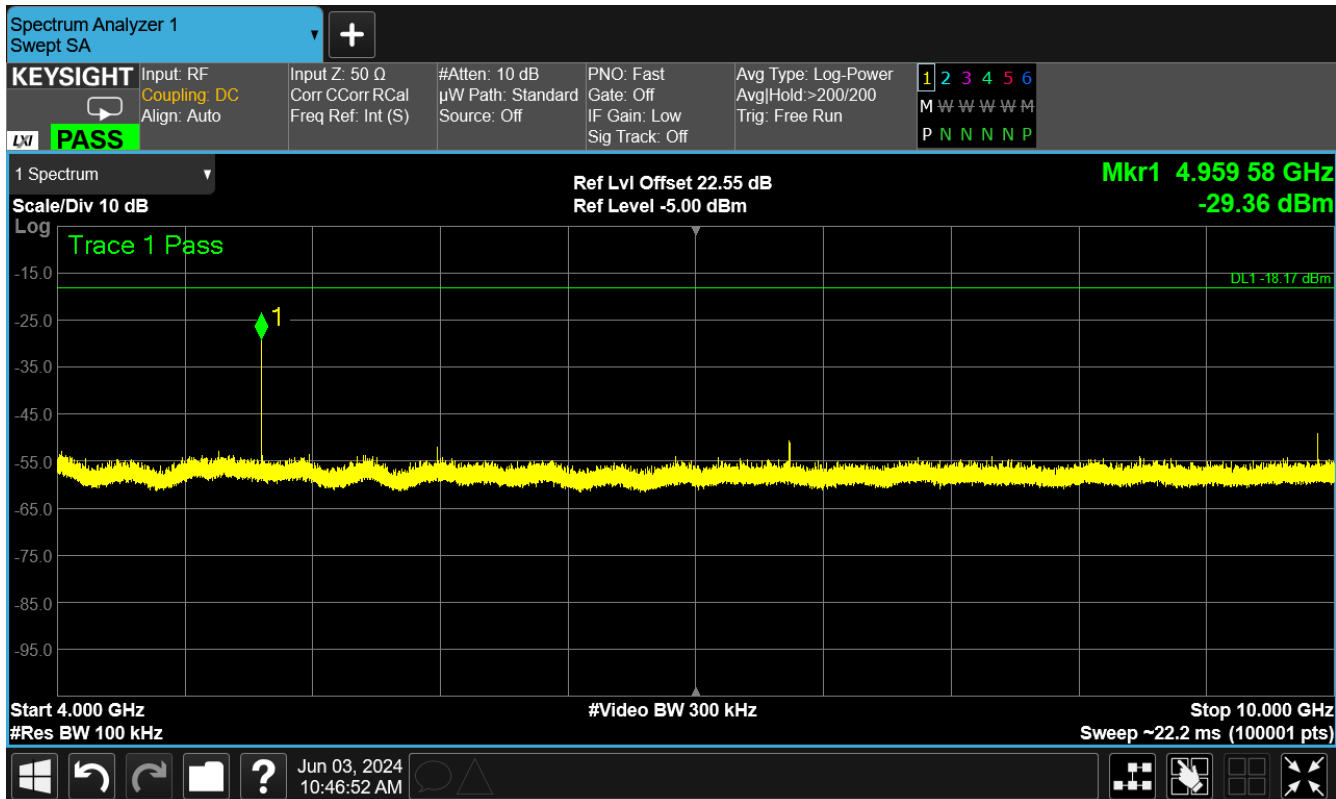 Spectrum Analyzer 1
Swept SA
KEYSIGHT
LXI PASS
Input: RF
Coupling: DC
Align: Auto
Input Z: 50 Ω
Corr CCorr RCal
Freq Ref: Int (S)
#Atten: 10 dB
µW Path: Standard
Source: Off
PNO: Fast
Gate: Off
IF Gain: Low
Sig Track: Off
Avg Type: Log-Power
Avg|Hold:>200/200
Trig: Free Run
1 2 3 4 5 6
M W W W W M
P N N N N P
1 Spectrum
Scale/Div 10 dB
Ref Lvl Offset 22.55 dB
Ref Level -5.00 dBm
Mkr1 4.959 58 GHz
-29.36 dBm
Log
Trace 1 Pass
DL1 -18.17 dBm
1
-15.0
-25.0
-35.0
-45.0
-55.0
-65.0
-75.0
-85.0
-95.0
Start 4.000 GHz
#Res BW 100 kHz
#Video BW 300 kHz
Stop 10.000 GHz
Sweep ~22.2 ms (100001 pts)
?
Jun 03, 2024
10:46:52 AM